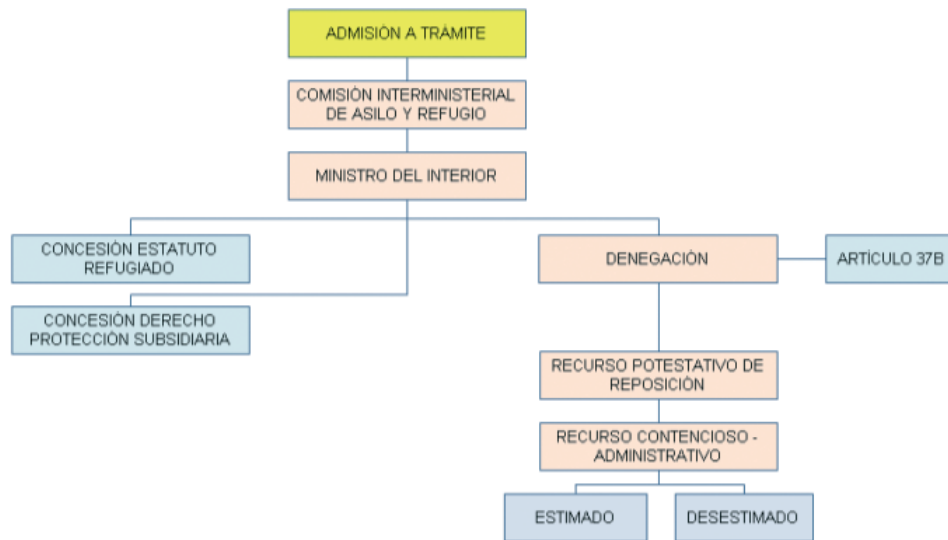 ADMISIÓN A TRÁMITE
COMISIÓN INTERMINISTERIAL
DE ASILO Y REFUGIO
MINISTRO DEL INTERIOR
CONCESIÓN ESTATUTO
REFUGIADO
DENEGACIÓN
ARTÍCULO 37B
CONCESIÓN DERECHO
PROTECCIÓN SUBSIDIARIA
RECURSO POTESTATIVO DE
REPOSICIÓN
RECURSO CONTENCIOSO -
ADMINISTRATIVO
ESTIMADO
DESESTIMADO